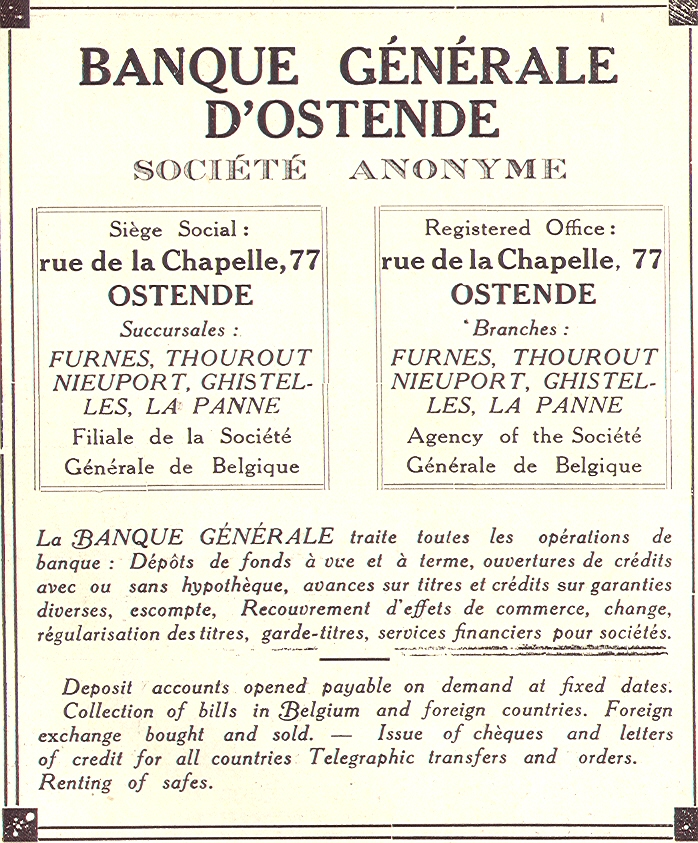 BANQUE GÉNÉRALE
D'OSTENDE
SOCIÉTÉ ANONYME
Siège Social :
rue de la Chapelle, 77
OSTENDE
Succursales :
FURNES, THOUROUT
NIEUPORT, GHISTEL-
LES, LA PANNE
Filiale de la Société
Générale de Belgique
Registered Office :
rue de la Chapelle, 77
OSTENDE
Branches :
FURNES, THOUROUT
NIEUPORT, GHISTEL-
LES, LA PANNE
Agency of the Société
Générale de Belgique
La BANQUE GÉNÉRALE traite toutes les opérations de
banque : Dépôts de fonds à vue et à terme, ouvertures de crédits
avec ou sans hypothèque, avances sur titres et crédits sur garanties
diverses, escompte, Recouvrement d'effets de commerce, change,
régularisation des titres, garde-titres, services financiers pour sociétés.
Deposit accounts opened payable on demand at fixed dates.
Collection of bills in Belgium and foreign countries. Foreign
exchange bought and sold. — Issue of chèques and letters
of credit for all countries Telegraphic transfers and orders.
Renting of safes.